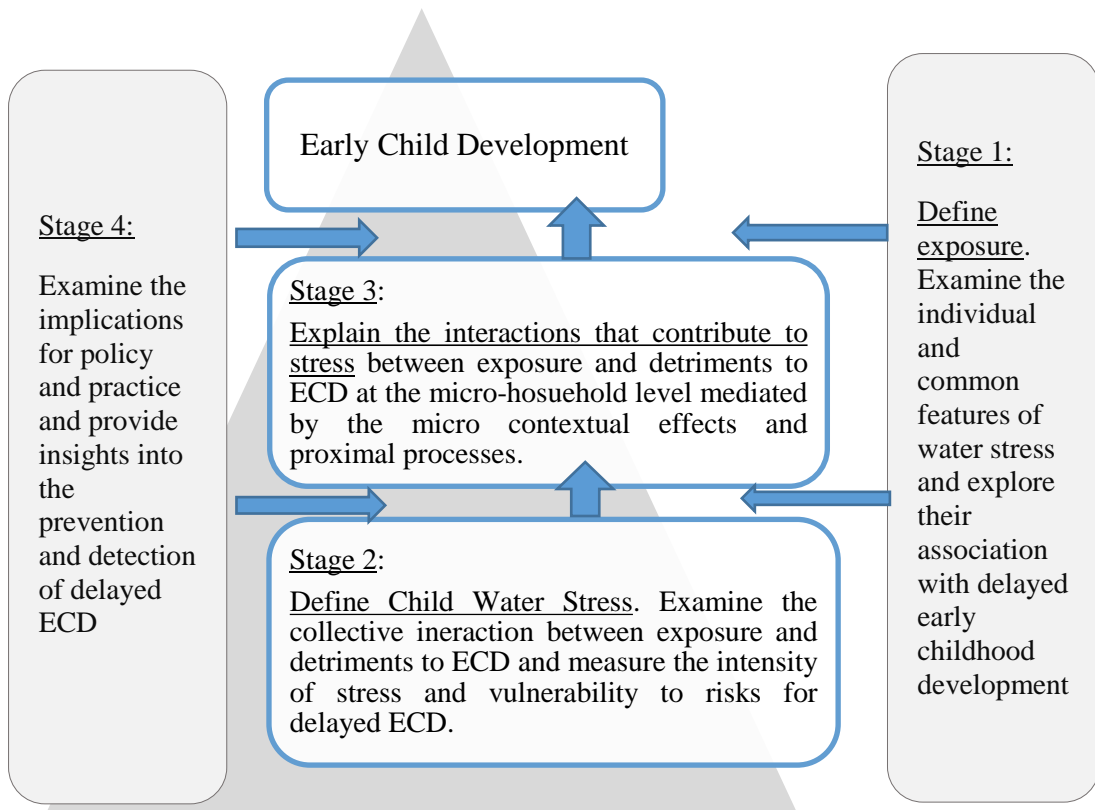 Early Child Development
Stage 4:
Examine the
implications
for policy
and practice
and provide
insights into
the
prevention
and detection
of delayed
ECD
Stage 3:
Explain the interactions that contribute to
stress between exposure and detriments to
ECD at the micro-hosuehold level mediated
by the micro contextual effects and
proximal processes.
Stage 2:
Define Child Water Stress. Examine the
collective ineraction between exposure and
detriments to ECD and measure the intensity
of stress and vulnerability to risks for
delayed ECD.
Stage 1:
Define
exposure.
Examine the
individual
and
common
features of
water stress
and explore
their
association
with delayed
early
childhood
development